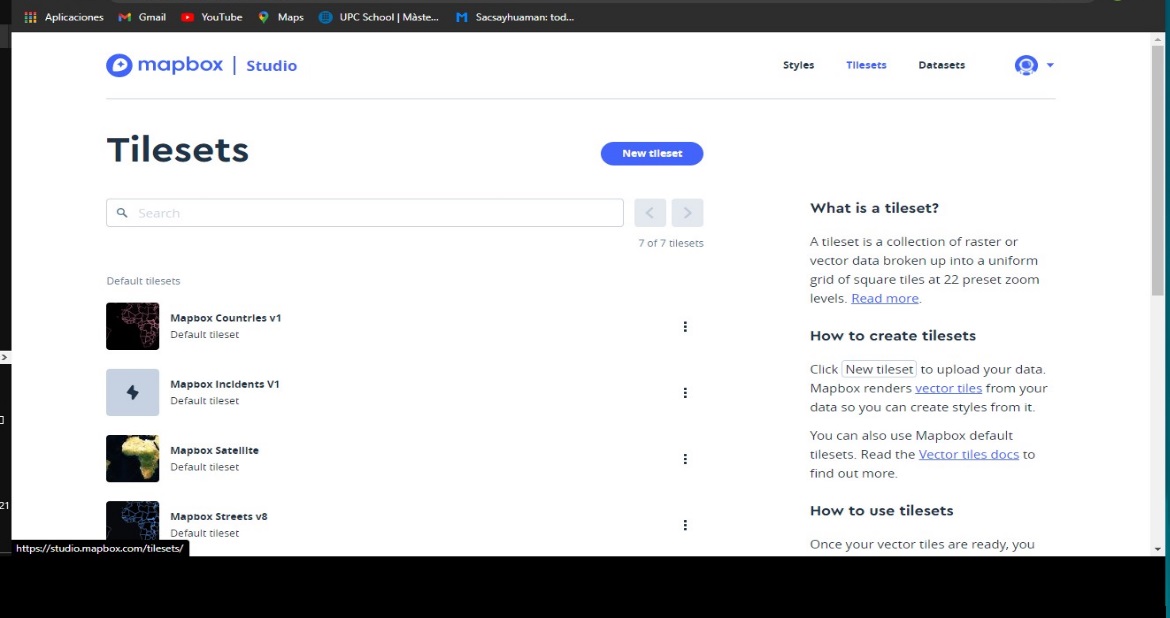 Aplicaciones Gmail YouTube Maps UPC School | Màste... Sacsayhuaman: tod...
mapbox | Studio
Styles Tilesets Datasets
Tilesets
New tileset
Search
7 of 7 tilesets
Default tilesets
Mapbox Countries v1
Default tileset
Mapbox Incidents V1
Default tileset
Mapbox Satellite
Default tileset
Mapbox Streets v8
Default tileset
What is a tileset?
A tileset is a collection of raster or
vector data broken up into a uniform
grid of square tiles at 22 preset zoom
levels. Read more.
How to create tilesets
Click New tileset to upload your data.
Mapbox renders vector tiles from your
data so you can create styles from it.
You can also use Mapbox default
tilesets. Read the Vector tiles docs to
find out more.
How to use tilesets
Once your vector tiles are ready, you
21
https://studio.mapbox.com/tilesets/